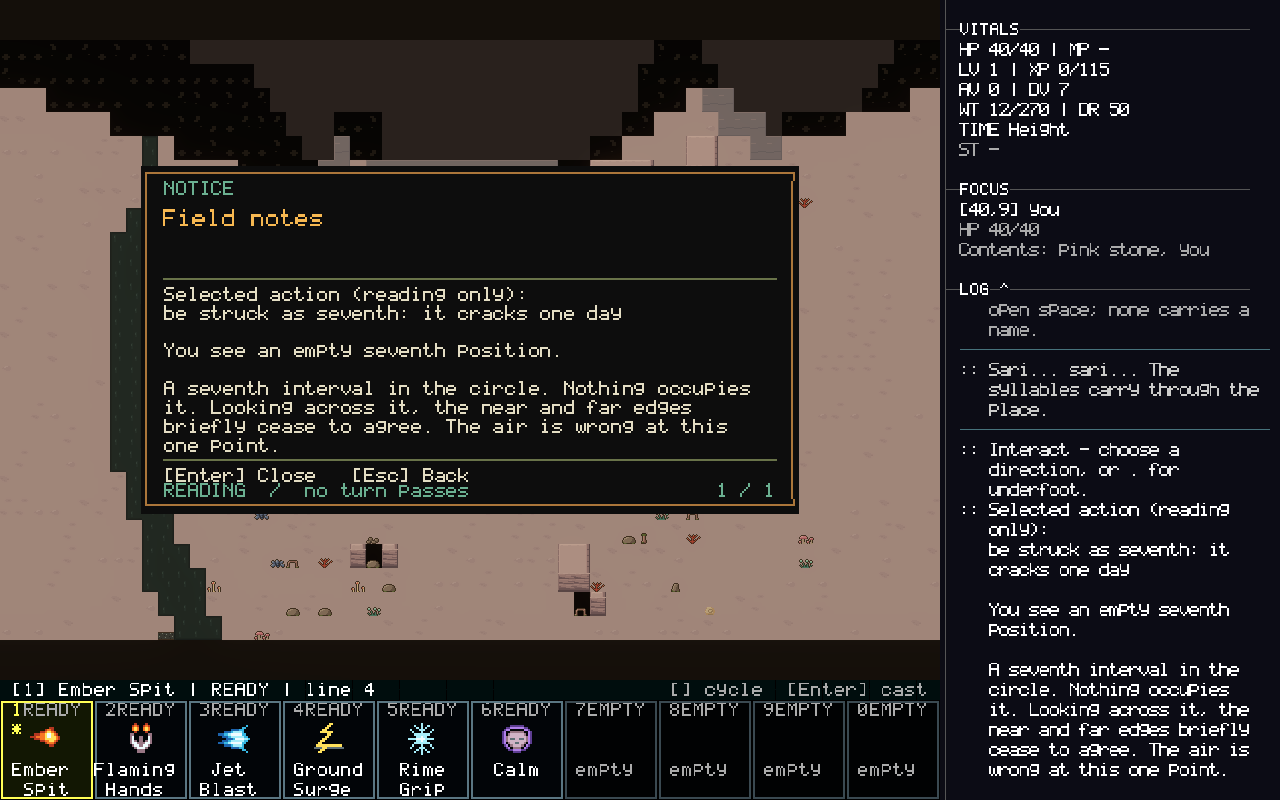 NOTICE
Field notes
Selected action (reading only):
be struck as seventh: it cracks one day
You see an empty seventh Position.
A seventh interval in the circle. Nothing occupies
it. Looking across it, the near and far edges
briefly cease to agree. The air is wrong at this
one Point.
[Enter] Close [Esc] Back
READING / no turn Passes 1 / 1
VITALS
HP 40/40 | MP -
LV 1 | XP 0/115
AV 0 | DV 7
WT 12/270 | DR 50
TIME Height
ST -
FOCUS
[40,9] You
HP 40/40
Contents: Pink stone, You
LOG ^
open space; none carries a
name.
:: Sari... sari... The
syllables carry through the
Place.
:: Interact - choose a
direction, or . for
underfoot.
:: Selected action (reading
only):
be struck as seventh: it
cracks one day
You see an empty seventh
Position.
A seventh interval in the
circle. Nothing occupies
it. Looking across it, the
near and far edges briefly
cease to agree. The air is
wrong at this one Point.
[1] Ember Spit | READY | line 4 [] cycle [Enter] cast
1READY 2READY 3READY 4READY 5READY 6READY 7EMPTY 8EMPTY 9EMPTY 0EMPTY
*
Ember Flaming Jet Ground Rime Calm empty empty empty empty
Spit Hands Blast Surge Grip